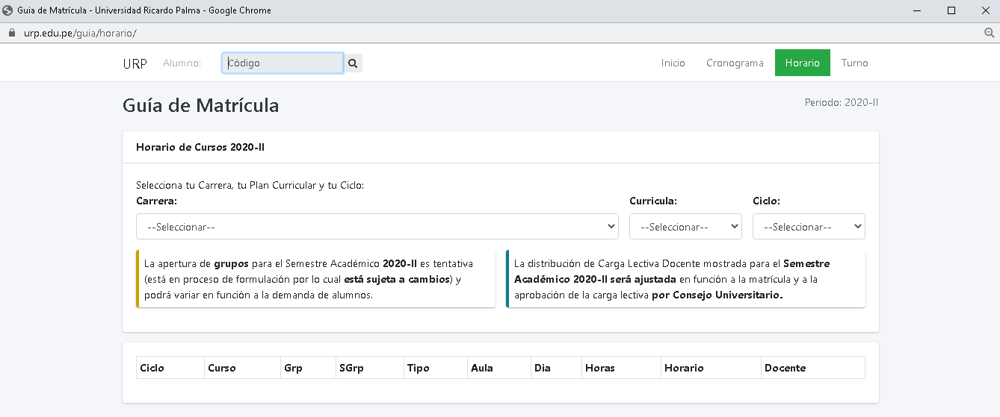 Guia de Matrícula - Universidad Ricardo Palma - Google Chrome
urp.edu.pe/guia/horario/
URP Alumno: Código Inicio Cronograma Horario Turno
Guía de Matrícula
Periodo: 2020-II
Horario de Cursos 2020-II
Selecciona tu Carrera, tu Plan Curricular y tu Ciclo:
Carrera: Curricula: Ciclo:
--Seleccionar-- --Seleccionar-- --Seleccionar--
La apertura de grupos para el Semestre Académico 2020-II es tentativa
(está en proceso de formulación por lo cual está sujeta a cambios) y
podrá variar en función a la demanda de alumnos.
La distribución de Carga Lectiva Docente mostrada para el Semestre
Académico 2020-II será ajustada en función a la matrícula y a la
aprobación de la carga lectiva por Consejo Universitario.
Ciclo Curso Grp SGrp Tipo Aula Dia Horas Horario Docente